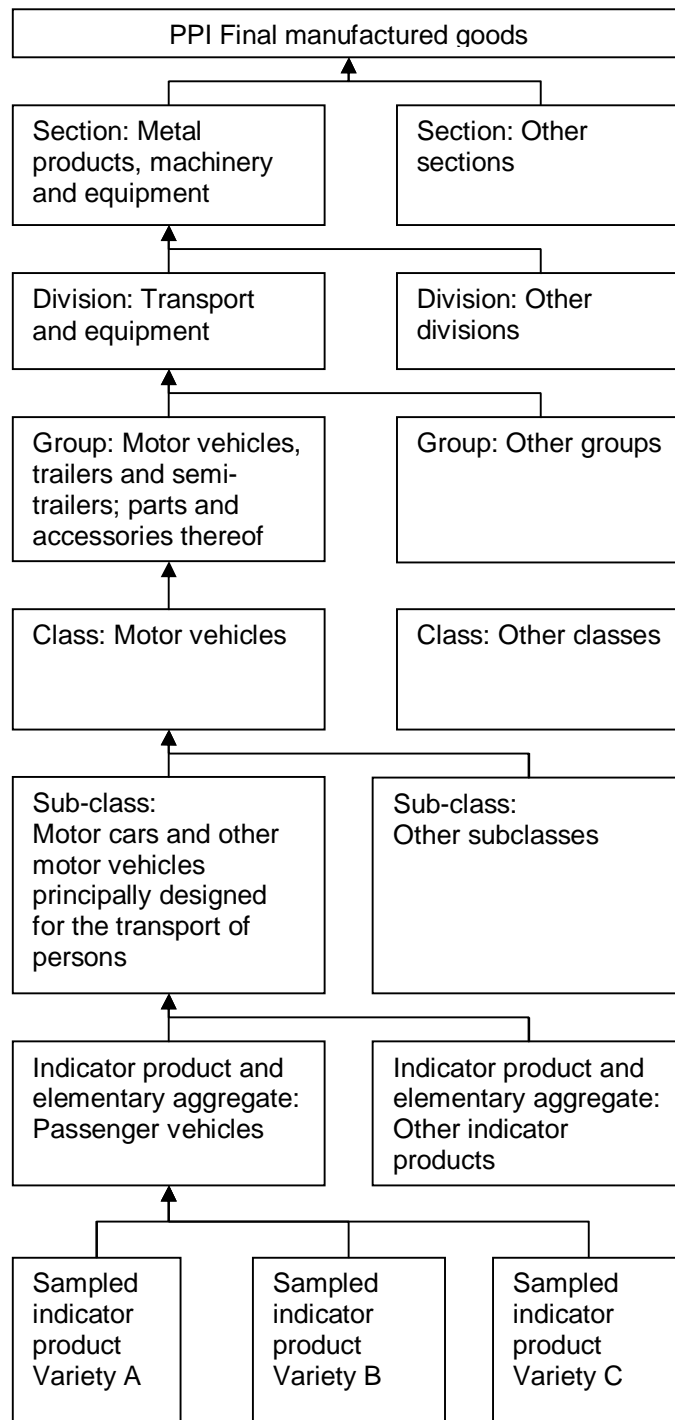 PPI Final manufactured goods
Section: Metal
products, machinery
and equipment
Section: Other
sections
Division: Transport
and equipment
Division: Other
divisions
Group: Motor vehicles,
trailers and semi-
trailers; parts and
accessories thereof
Group: Other groups
Class: Motor vehicles
Class: Other classes
Sub-class:
Motor cars and other
motor vehicles
principally designed
for the transport of
persons
Sub-class:
Other subclasses
Indicator product and
elementary aggregate:
Passenger vehicles
Indicator product and
elementary aggregate:
Other indicator
products
Sampled
indicator
product
Variety A
Sampled
indicator
product
Variety B
Sampled
indicator
product
Variety C